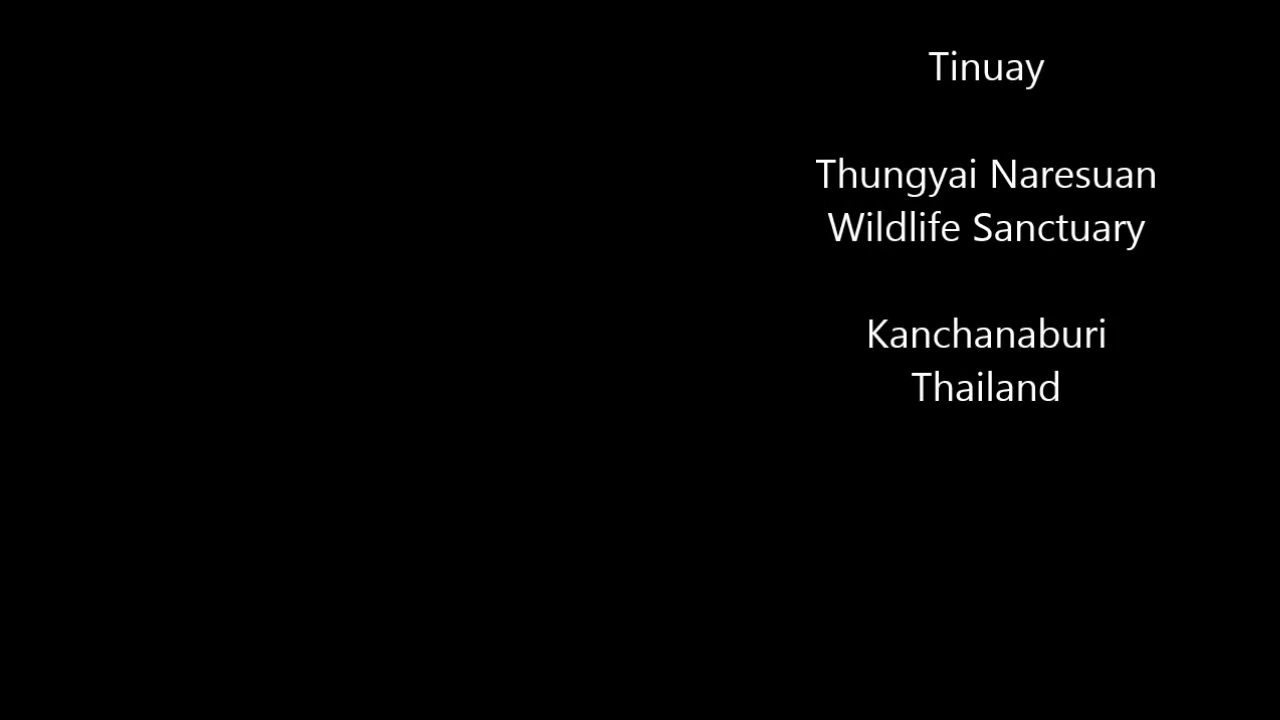 Tinuay
Thungyai Naresuan
Wildlife Sanctuary
Kanchanaburi
Thailand